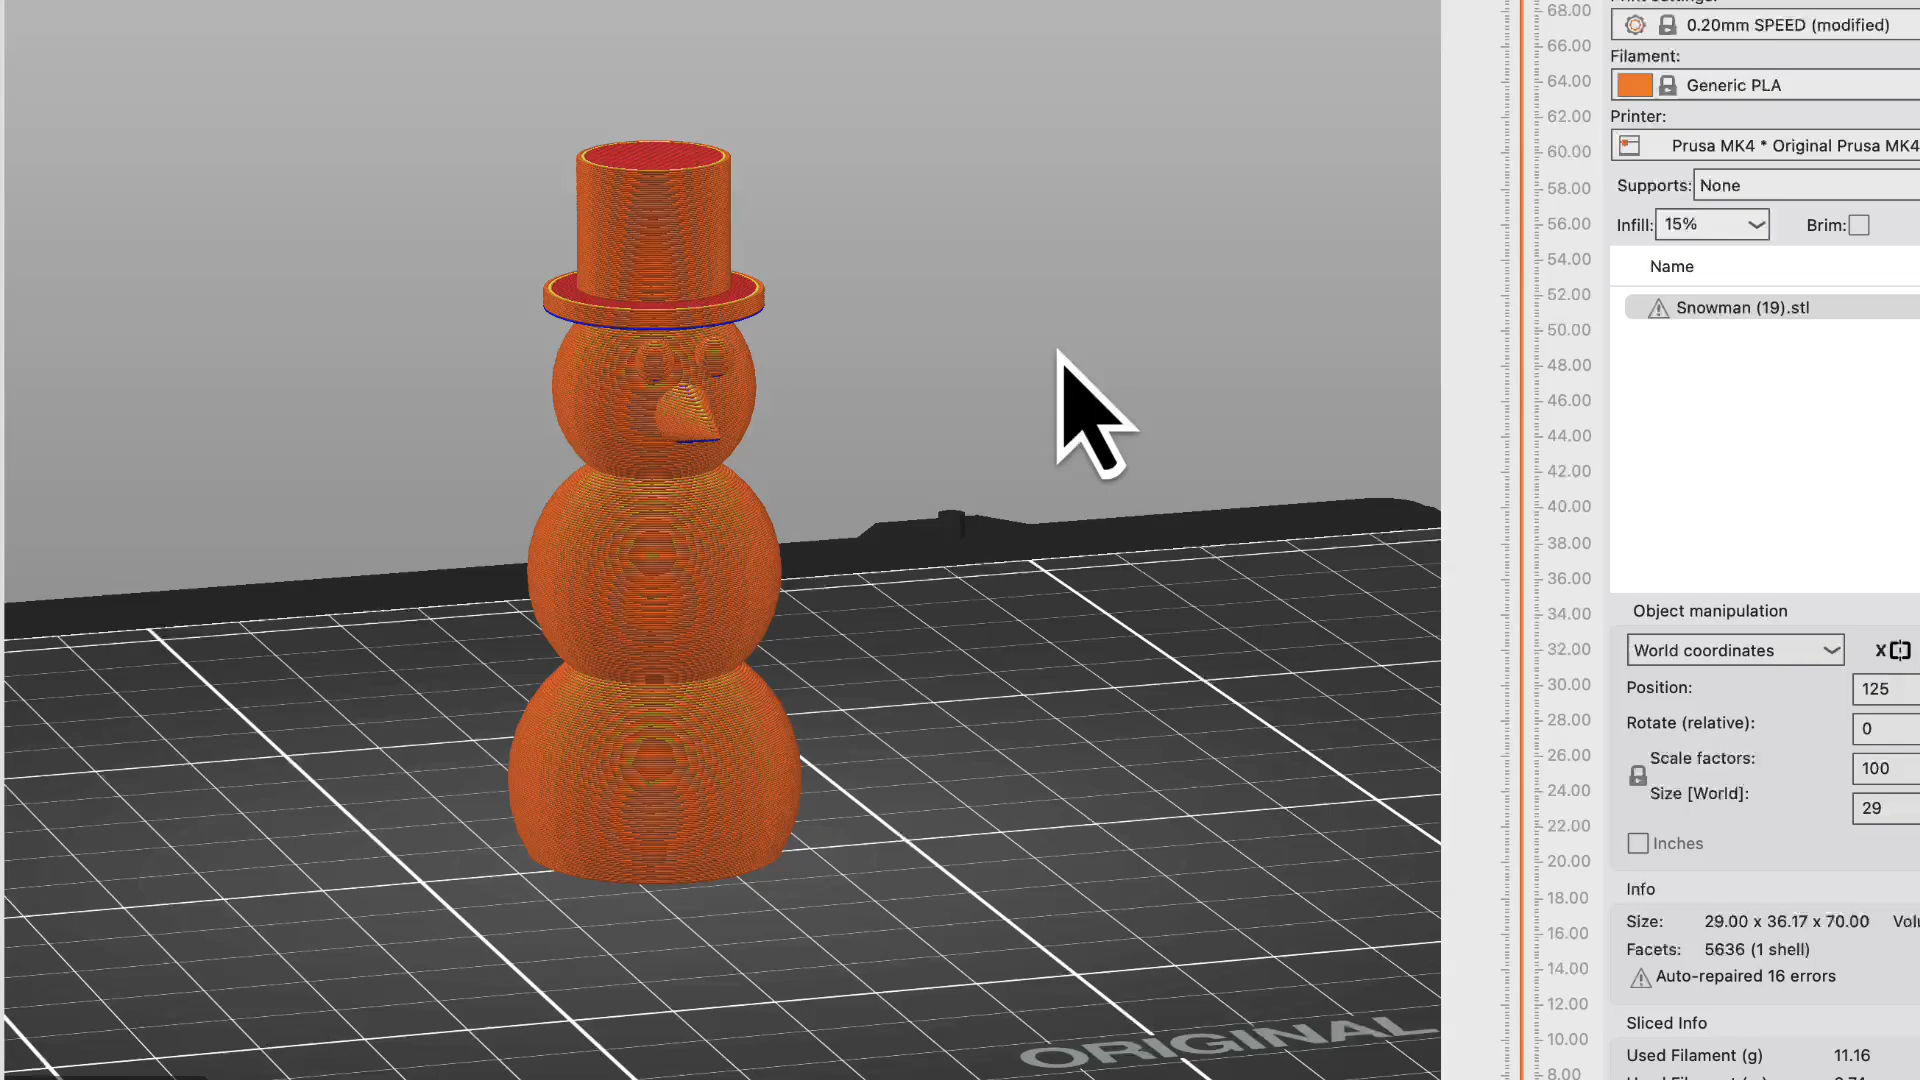 68.00
66.00
64.00
62.00
60.00
58.00
56.00
54.00
52.00
50.00
48.00
46.00
44.00
42.00
40.00
38.00
36.00
34.00
32.00
30.00
28.00
26.00
24.00
22.00
20.00
18.00
16.00
14.00
12.00
10.00
8.00
0.20mm SPEED (modified)
Filament:
Generic PLA
Printer:
Prusa MK4 * Original Prusa MK4
Supports: None
Infill: 15% Brim:
Name
Snowman (19).stl
Object manipulation
World coordinates X
Position: 125
Rotate (relative): 0
Scale factors: 100
Size [World]: 29
Inches
Info
Size: 29.00 x 36.17 x 70.00
Facets: 5636 (1 shell)
Auto-repaired 16 errors
Sliced Info
Used Filament (g) 11.16
ORIGINAL